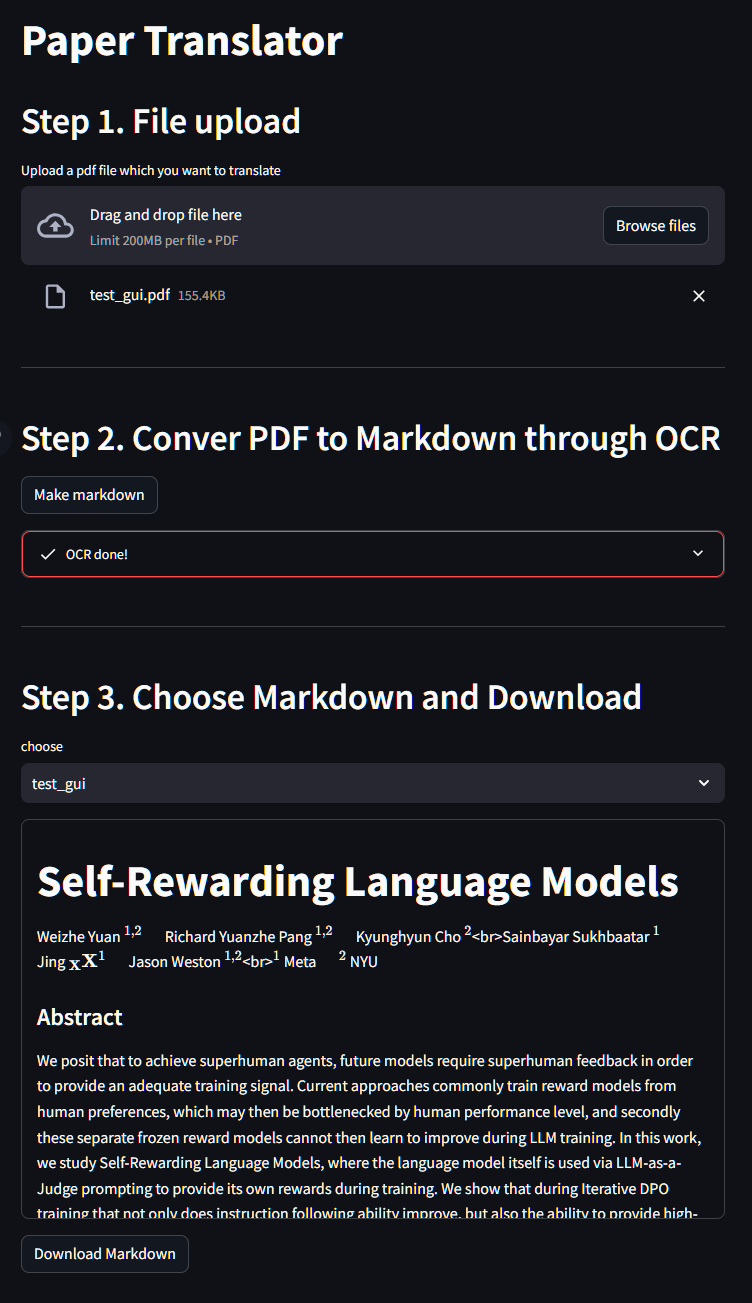 Paper Translator
Step 1. File upload
Upload a pdf file which you want to translate
Drag and drop file here
Limit 200MB per file • PDF
Browse files
test_gui.pdf 155.4KB
Step 2. Conver PDF to Markdown through OCR
Make markdown
OCR done!
Step 3. Choose Markdown and Download
choose
test_gui
Self-Rewarding Language Models
Weizhe Yuan 1,2 Richard Yuanzhe Pang 1,2 Kyunghyun Cho 2<br>Sainbayar Sukhbaatar 1
Jing xX1 Jason Weston 1,2<br>1 Meta 2 NYU
Abstract
We posit that to achieve superhuman agents, future models require superhuman feedback in order
to provide an adequate training signal. Current approaches commonly train reward models from
human preferences, which may then be bottlenecked by human performance level, and secondly
these separate frozen reward models cannot then learn to improve during LLM training. In this work,
we study Self-Rewarding Language Models, where the language model itself is used via LLM-as-a-
Judge prompting to provide its own rewards during training. We show that during Iterative DPO
training that not only does instruction following ability improve, but also the ability to provide high-
Download Markdown